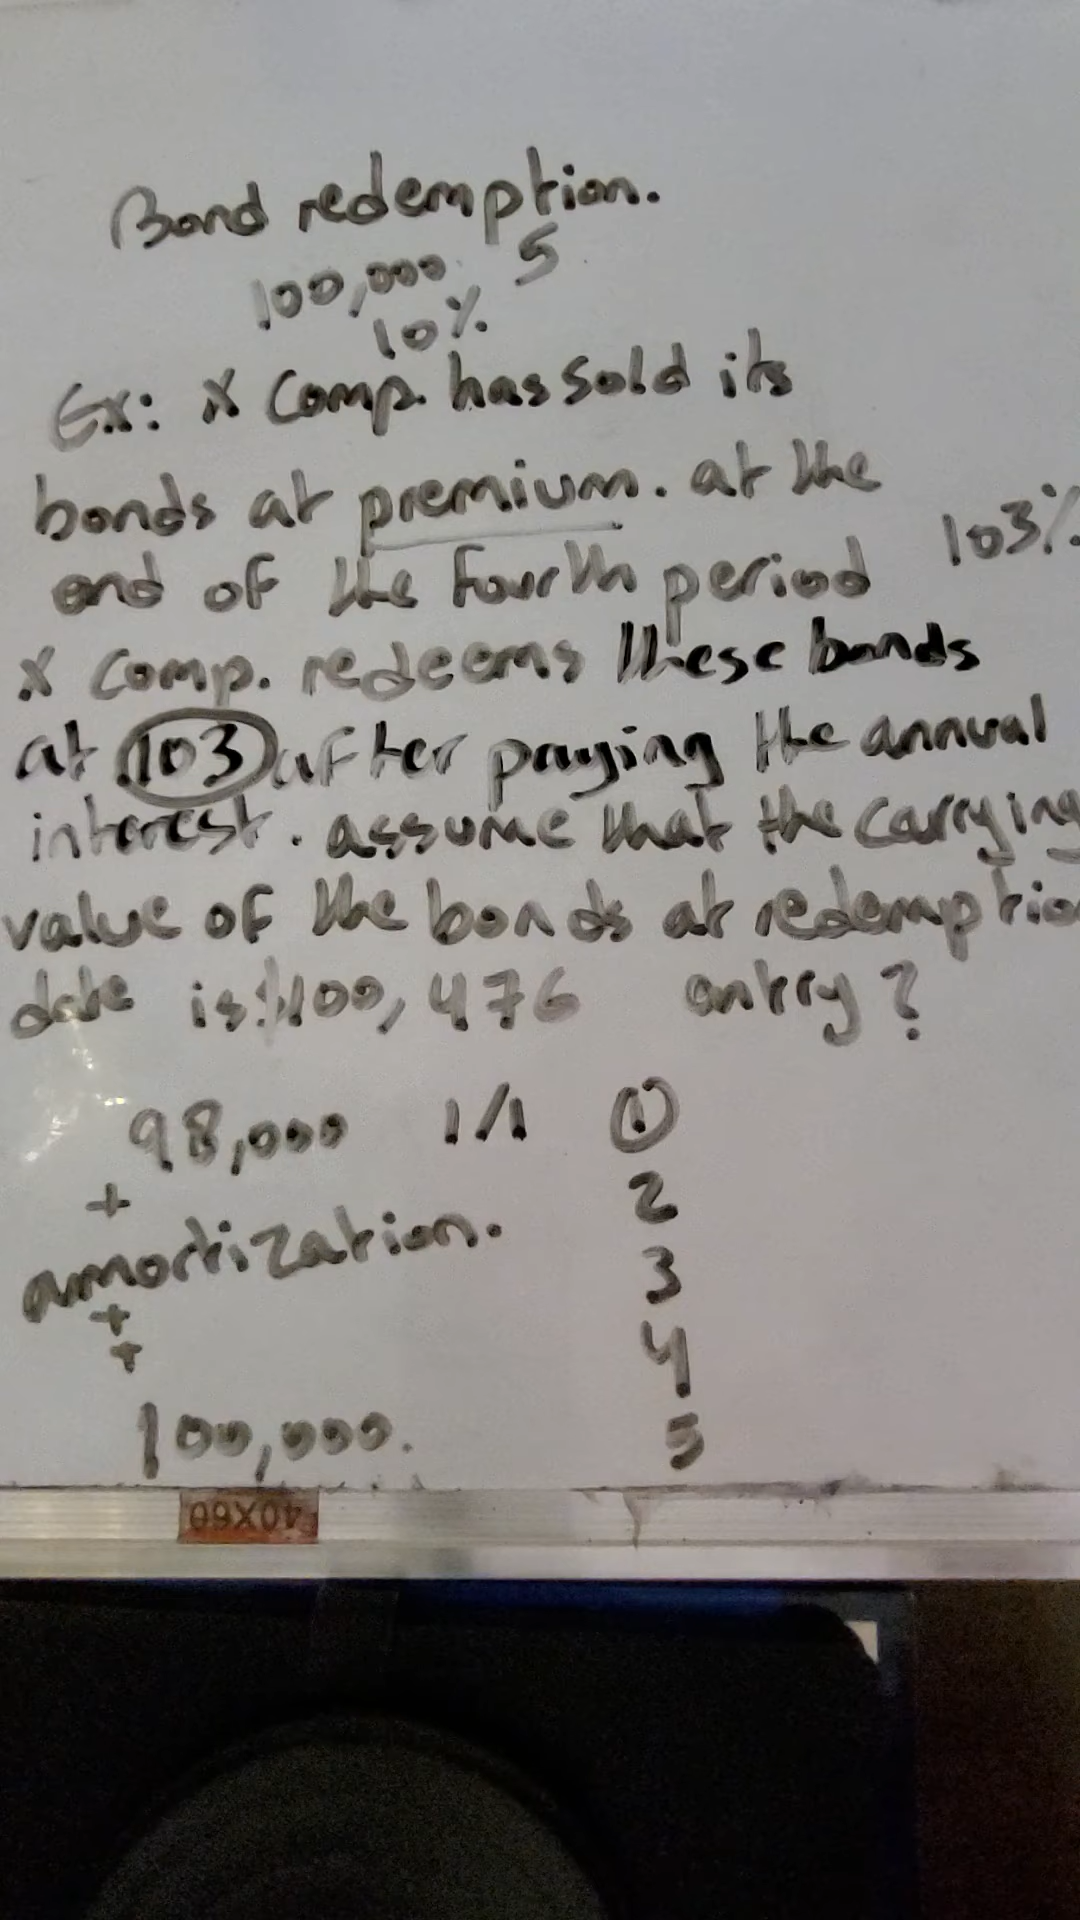 Bond redemption.
100,000 5
10%
Ex: X Comp. has sold its
bonds at premium. at the
end of the fourth period 103%
X Comp. redeems these bonds
at 103 after paying the annual
interest. assume that the carrying
value of the bonds at redemption
date is $100,476 entry?
98,000 1/1 1
+ 2
amortization. 3
+
+ 4
100,000. 5
40X60